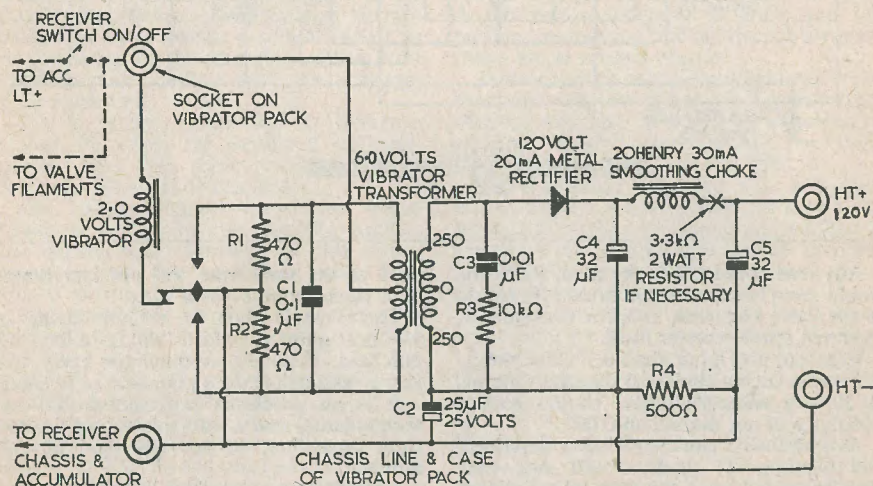 RECEIVER
SWITCH ON/OFF
TO ACC
LT+
SOCKET ON
VIBRATOR PACK
TO VALVE
FILAMENTS
2.0
VOLTS
VIBRATOR
R1
470
Ω
R2
470
Ω
C1
0.1
μF
6.0 VOLTS
VIBRATOR
TRANSFORMER
250
0
250
C3
0.01
μF
R3
10kΩ
120 VOLT
20mA METAL
RECTIFIER
20 HENRY 30mA
SMOOTHING CHOKE
C4
32
μF
3.3kΩ
2 WATT
RESISTOR
IF NECESSARY
C5
32
μF
HT+
120V
R4
500Ω
HT-
C2
25μF
25 VOLTS
TO RECEIVER
CHASSIS &
ACCUMULATOR
CHASSIS LINE & CASE
OF VIBRATOR PACK